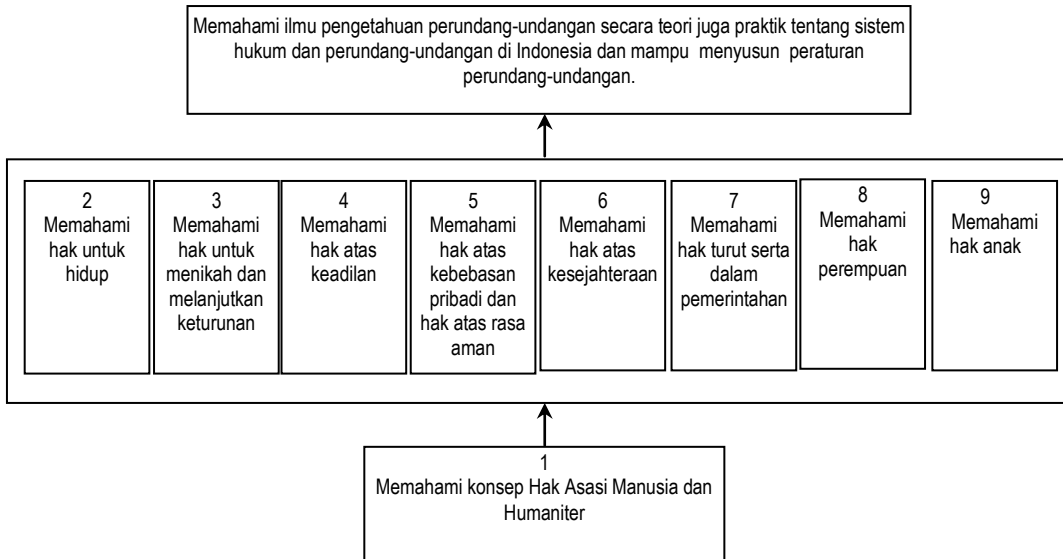 Memahami ilmu pengetahuan perundang-undangan secara teori juga praktik tentang sistem
hukum dan perundang-undangan di Indonesia dan mampu menyusun peraturan
perundang-undangan.
2
Memahami
hak untuk
hidup
3
Memahami
hak untuk
menikah dan
melanjutkan
keturunan
4
Memahami
hak atas
keadilan
5
Memahami
hak atas
kebebasan
pribadi dan
hak atas rasa
aman
6
Memahami
hak atas
kesejahteraan
7
Memahami
hak turut serta
dalam
pemerintahan
8
Memahami
hak
perempuan
9
Memahami
hak anak
1
Memahami konsep Hak Asasi Manusia dan
Humaniter